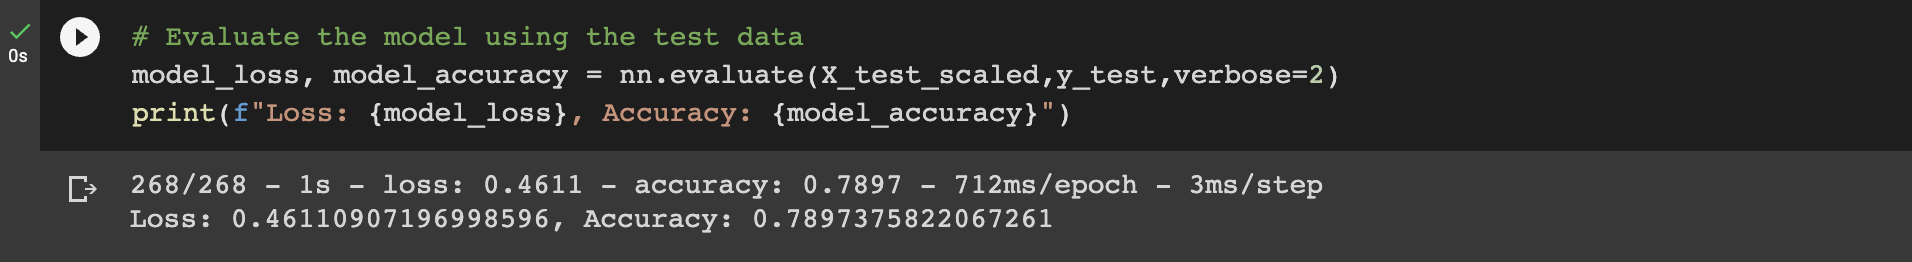 0s
# Evaluate the model using the test data
model_loss, model_accuracy = nn.evaluate(X_test_scaled,y_test,verbose=2)
print(f"Loss: {model_loss}, Accuracy: {model_accuracy}")
268/268 - 1s - loss: 0.4611 - accuracy: 0.7897 - 712ms/epoch - 3ms/step
Loss: 0.46110907196998596, Accuracy: 0.7897375822067261